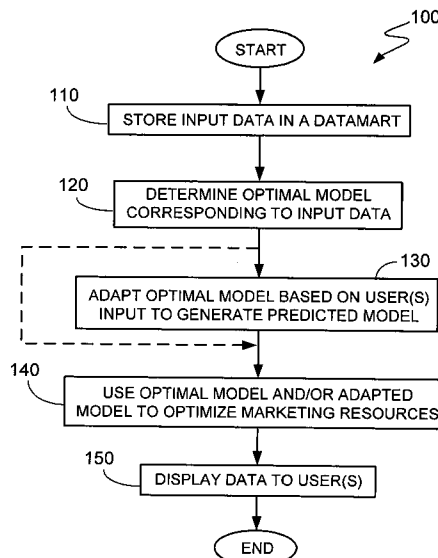 100
START
110
STORE INPUT DATA IN A DATAMART
120
DETERMINE OPTIMAL MODEL
CORRESPONDING TO INPUT DATA
130
ADAPT OPTIMAL MODEL BASED ON USER(S)
INPUT TO GENERATE PREDICTED MODEL
140
USE OPTIMAL MODEL AND/OR ADAPTED
MODEL TO OPTIMIZE MARKETING RESOURCES
150
DISPLAY DATA TO USER(S)
END